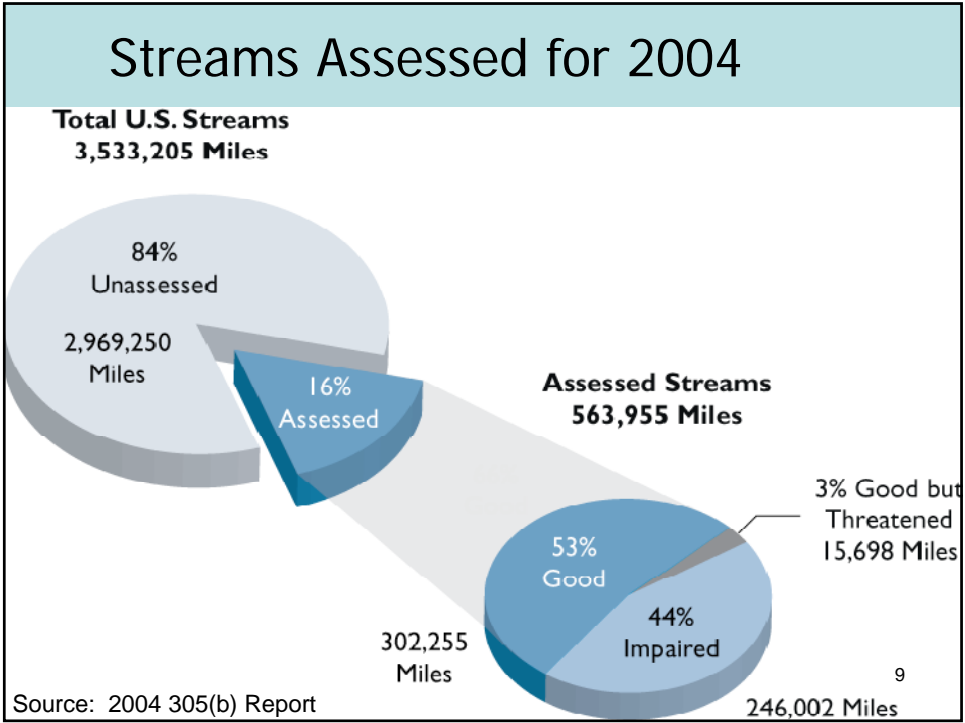 Streams Assessed for 2004
Total U.S. Streams
3,533,205 Miles
84%
Unassessed
2,969,250
Miles
16%
Assessed
Assessed Streams
563,955 Miles
3% Good but
Threatened
15,698 Miles
53%
Good
44%
Impaired
302,255
Miles
246,002 Miles
9
Source: 2004 305(b) Report